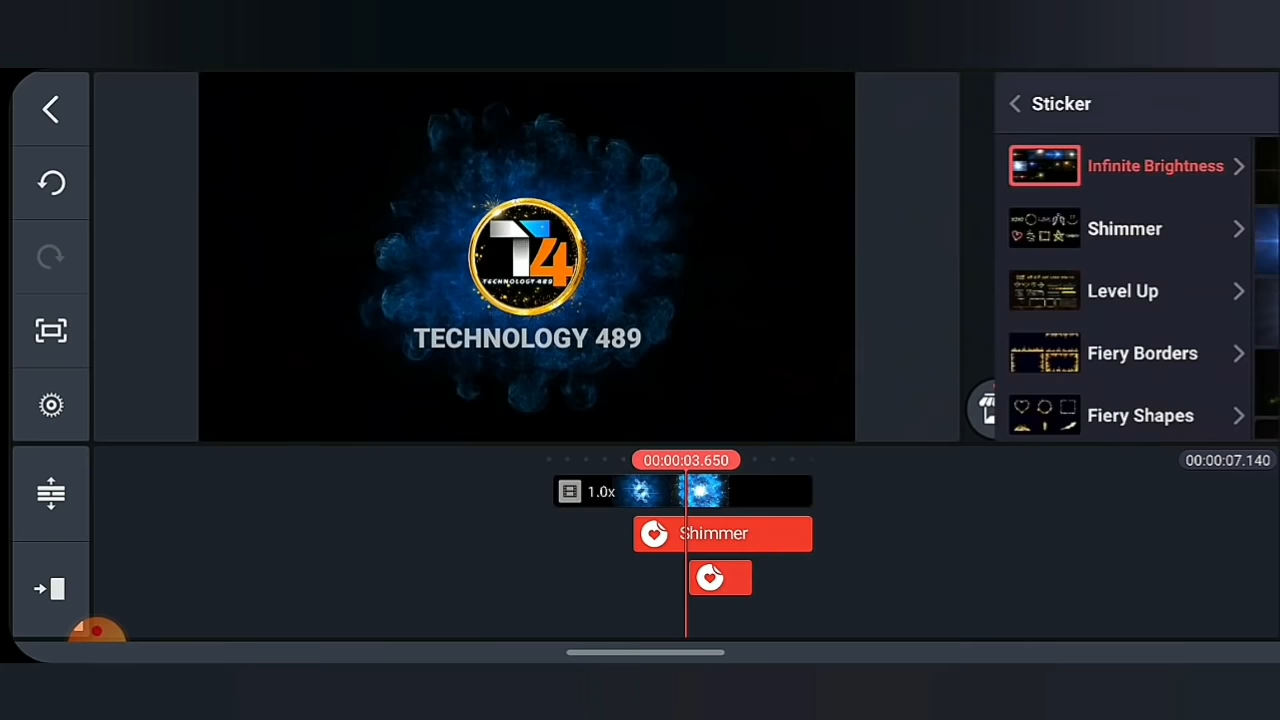 Sticker
Infinite Brightness
Shimmer
Level Up
Fiery Borders
Fiery Shapes
T4
TECHNOLOGY 489
TECHNOLOGY 489
00:00:03.650
00:00:07.140
1.0x
Shimmer